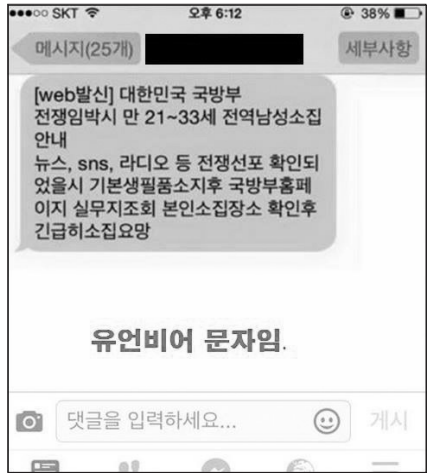 SKT 오후 6:12 38%
메시지(25개) 세부사항
[web발신] 대한민국 국방부
전쟁임박시 만 21~33세 전역남성소집
안내
뉴스, sns, 라디오 등 전쟁선포 확인되
었을시 기본생필품소지후 국방부홈페
이지 실무지조회 본인소집장소 확인후
긴급히소집요망
유언비어 문자임.
댓글을 입력하세요... 게시